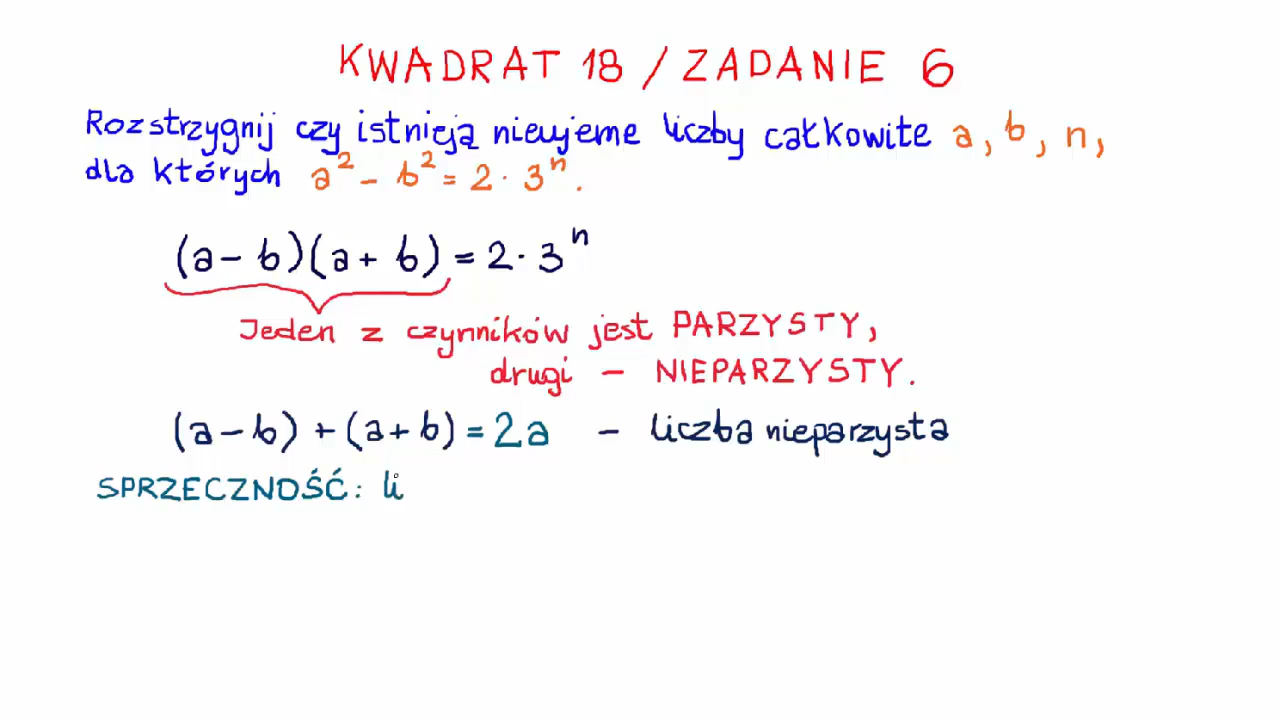 KWADRAT 18 / ZADANIE 6
Rozstrzygnij czy istnieją nieujemne liczby całkowite a, b, n,
dla których a² - b² = 2 · 3ⁿ.
(a - b)(a + b) = 2 · 3ⁿ
Jeden z czynników jest PARZYSTY,
drugi - NIEPARZYSTY.
(a - b) + (a + b) = 2a - liczba nieparzysta
SPRZECZNOŚĆ: li